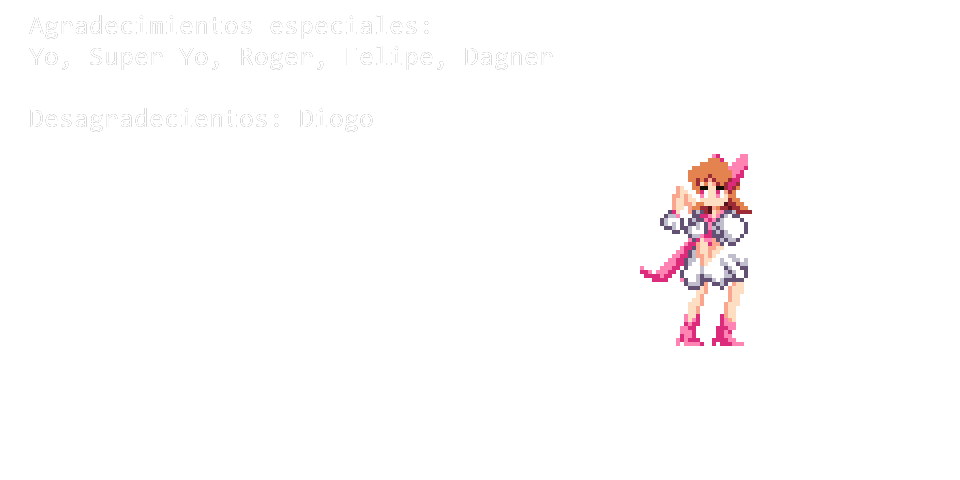 Agradecimientos especiales:
Yo, Super Yo, Roger, Felipe, Dagner
Desagradecientos: Diogo